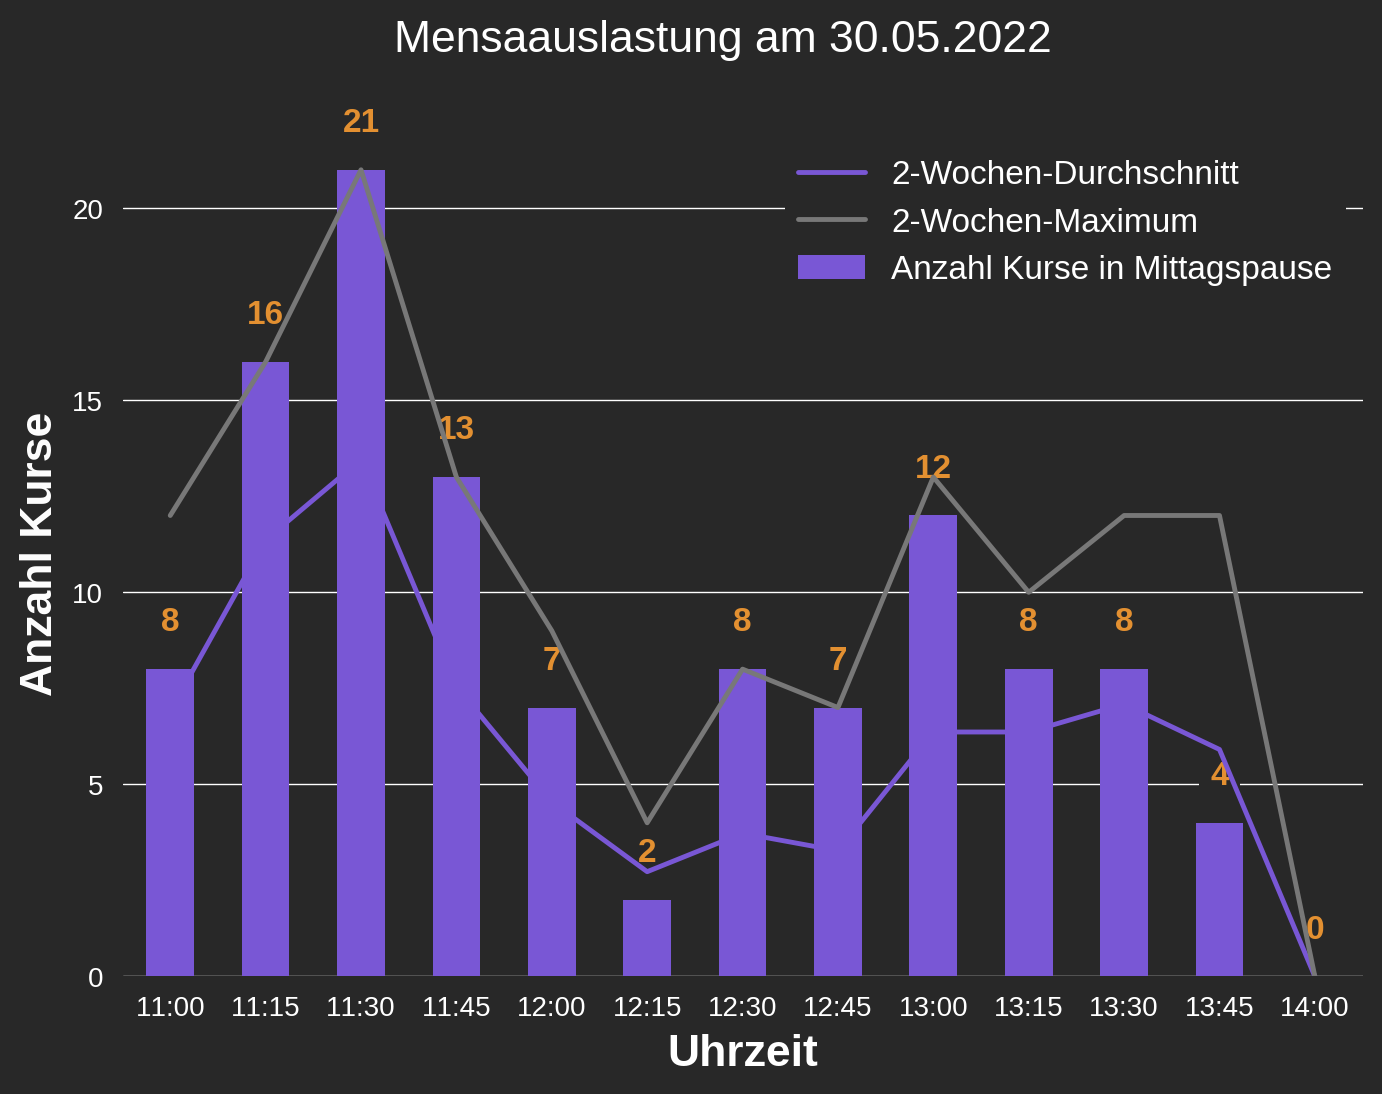 Mensaauslastung am 30.05.2022
2-Wochen-Durchschnitt
2-Wochen-Maximum
Anzahl Kurse in Mittagspause
Anzahl Kurse
20
15
10
5
0
8
16
21
13
7
2
8
7
12
8
8
4
0
11:00 11:15 11:30 11:45 12:00 12:15 12:30 12:45 13:00 13:15 13:30 13:45 14:00
Uhrzeit